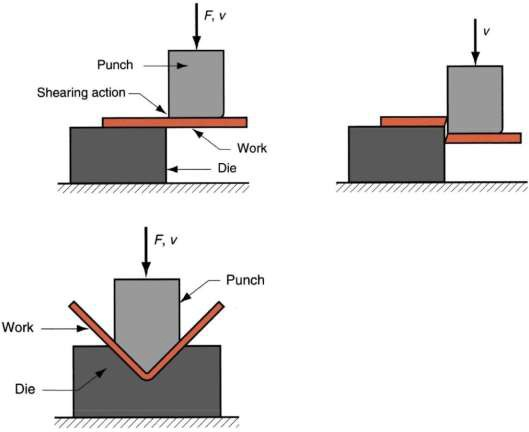 F, v
Punch
Shearing action
Work
Die
v
F, v
Punch
Work
Die